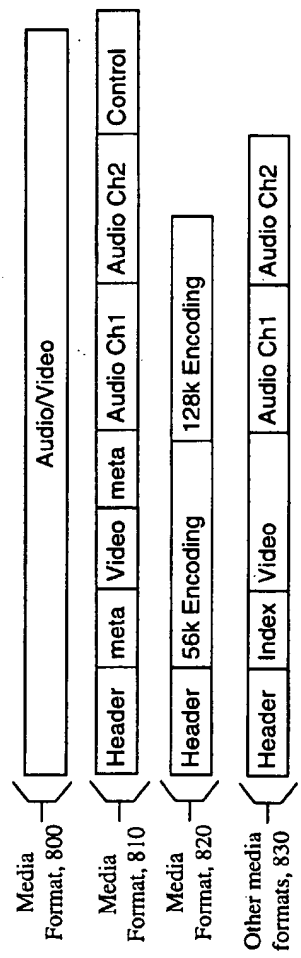 Media
Format, 800
Audio/Video
Media
Format, 810
Header meta Video meta Audio Ch1 Audio Ch2 Control
Media
Format, 820
Header 56k Encoding 128k Encoding
Other media
formats, 830
Header Index Video Audio Ch1 Audio Ch2